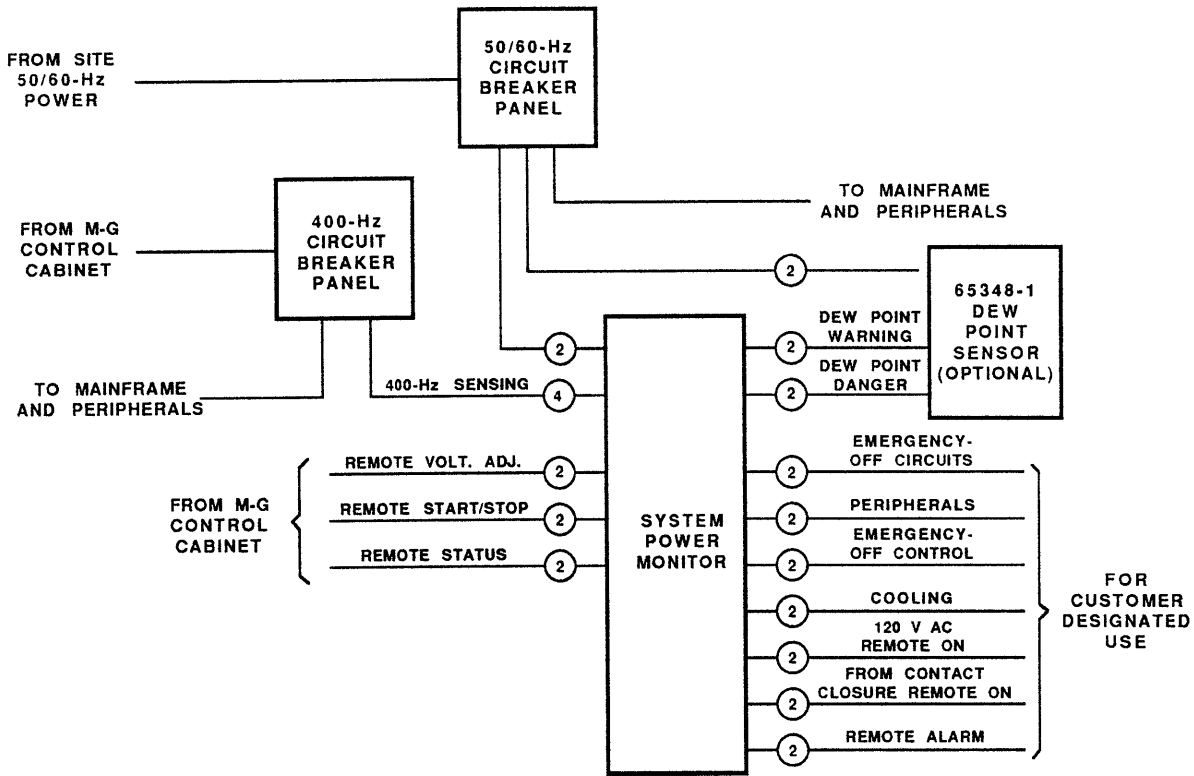 FROM SITE
50/60-Hz
POWER
50/60-Hz
CIRCUIT
BREAKER
PANEL
TO MAINFRAME
AND PERIPHERALS
FROM M-G
CONTROL
CABINET
400-Hz
CIRCUIT
BREAKER
PANEL
2
65348-1
DEW
POINT
SENSOR
(OPTIONAL)
TO MAINFRAME
AND PERIPHERALS
2
400-Hz SENSING
4
DEW POINT
WARNING
2
DEW POINT
DANGER
2
FROM M-G
CONTROL
CABINET
REMOTE VOLT. ADJ.
2
REMOTE START/STOP
2
REMOTE STATUS
2
SYSTEM
POWER
MONITOR
EMERGENCY-
OFF CIRCUITS
2
PERIPHERALS
2
EMERGENCY-
OFF CONTROL
2
COOLING
2
120 V AC
REMOTE ON
2
FROM CONTACT
CLOSURE REMOTE ON
2
REMOTE ALARM
2
FOR
CUSTOMER
DESIGNATED
USE